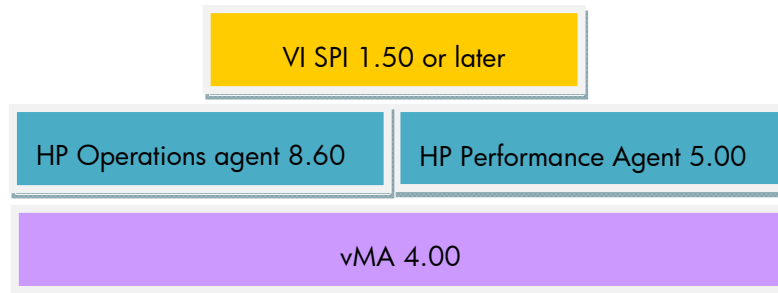 VI SPI 1.50 or later
HP Operations agent 8.60
HP Performance Agent 5.00
vMA 4.00